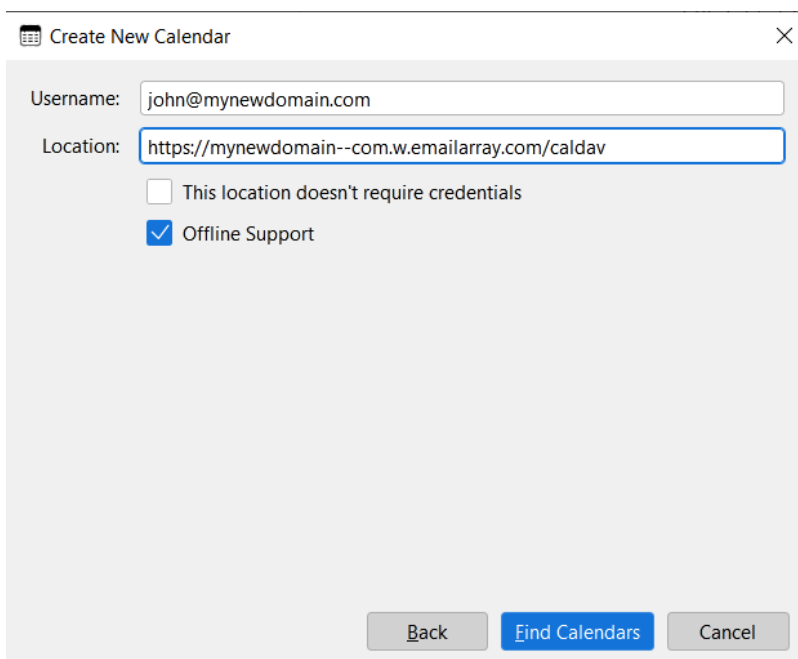 Create New Calendar
Username: john@mynewdomain.com
Location: https://mynewdomain--com.w.emailarray.com/caldav
This location doesn't require credentials
Offline Support
Back Find Calendars Cancel